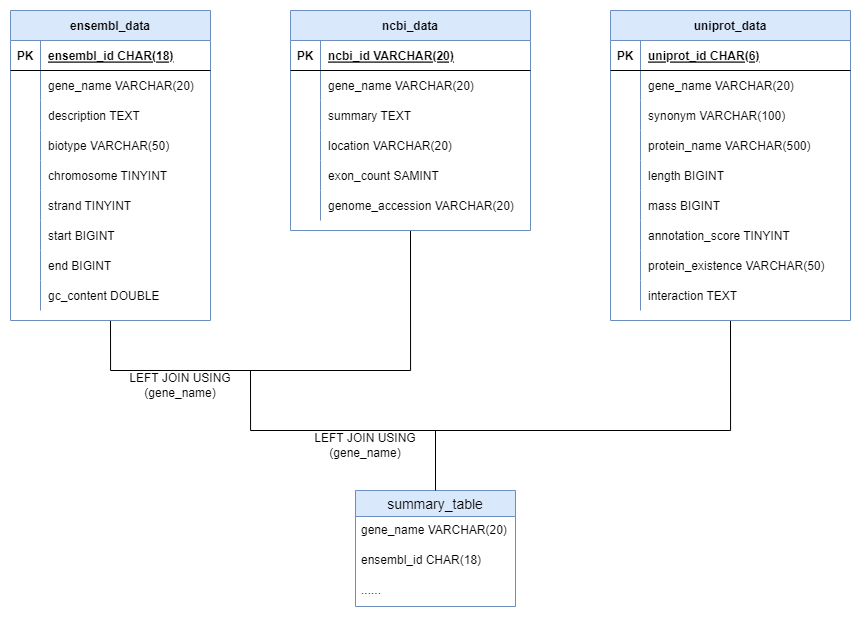 ensembl_data
PK ensembl_id CHAR(18)
gene_name VARCHAR(20)
description TEXT
biotype VARCHAR(50)
chromosome TINYINT
strand TINYINT
start BIGINT
end BIGINT
gc_content DOUBLE
ncbi_data
PK ncbi_id VARCHAR(20)
gene_name VARCHAR(20)
summary TEXT
location VARCHAR(20)
exon_count SAMINT
genome_accession VARCHAR(20)
uniprot_data
PK uniprot_id CHAR(6)
gene_name VARCHAR(20)
synonym VARCHAR(100)
protein_name VARCHAR(500)
length BIGINT
mass BIGINT
annotation_score TINYINT
protein_existence VARCHAR(50)
interaction TEXT
LEFT JOIN USING
(gene_name)
LEFT JOIN USING
(gene_name)
summary_table
gene_name VARCHAR(20)
ensembl_id CHAR(18)
......